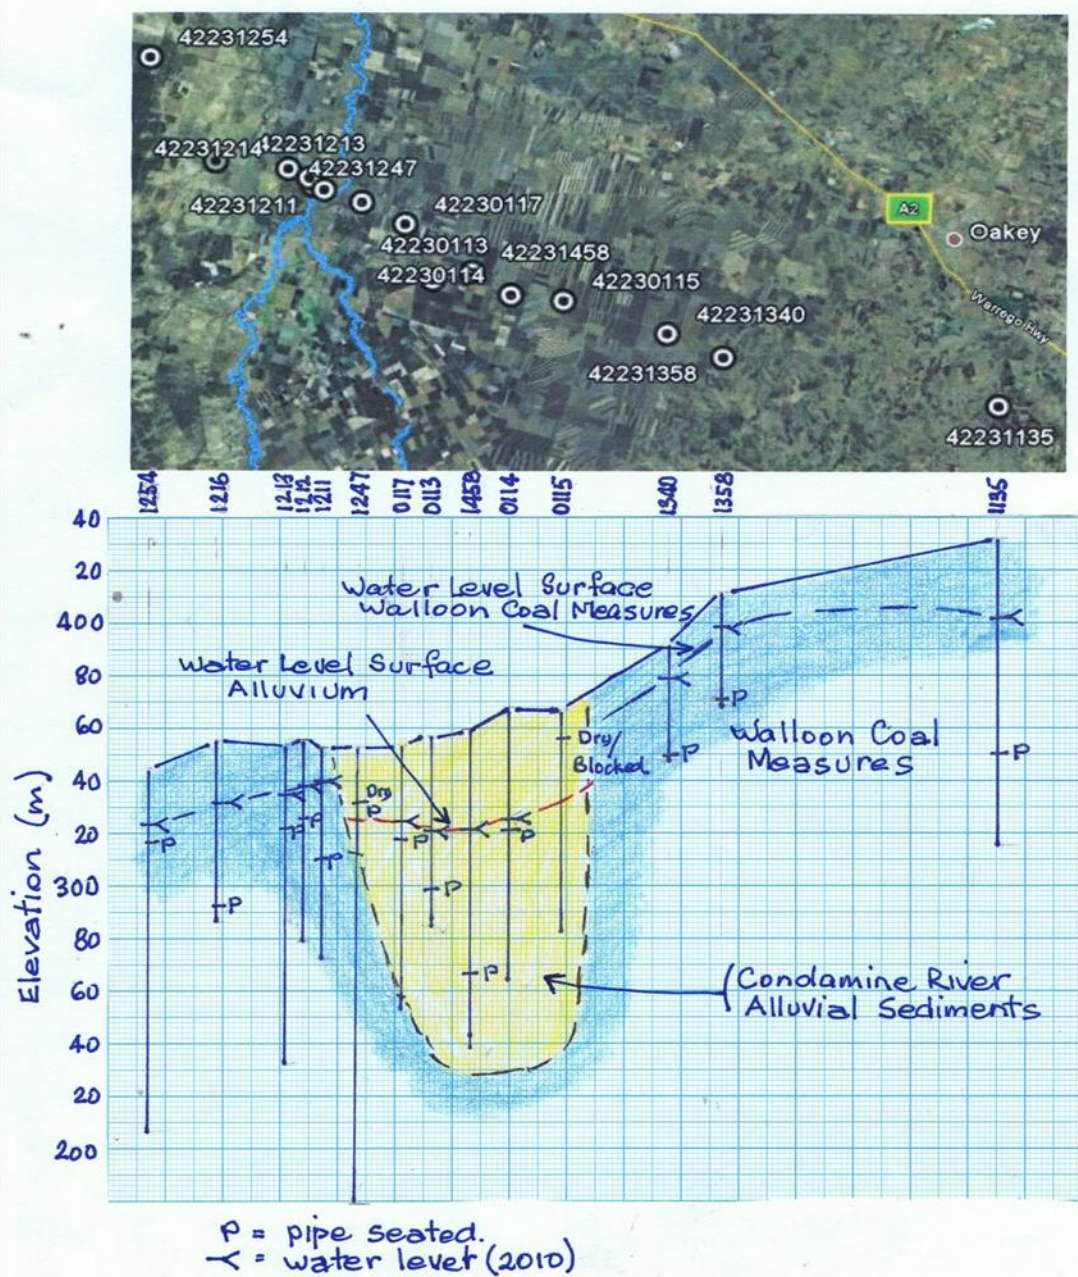 42231254
42231214
42231213
42231247
42231211
42230117
42230113
42231458
42230114
42230115
42231340
42231358
A2
Oakey
Warrego Hwy
42231135
1254
1216
1213
1212
1211
1247
0117
0113
1458
0114
0115
1340
1358
1135
40
20
400
80
60
40
20
300
80
60
40
20
200
Elevation (m)
Water Level Surface
Walloon Coal Measures
Water Level Surface
Alluvium
Dry/
Blocked
Walloon Coal
Measures
Dry
P
P
P
P
P
P
P
P
P
P
P
P
P
P
Condamine River
Alluvial Sediments
P = pipe seated.
= water level (2010)